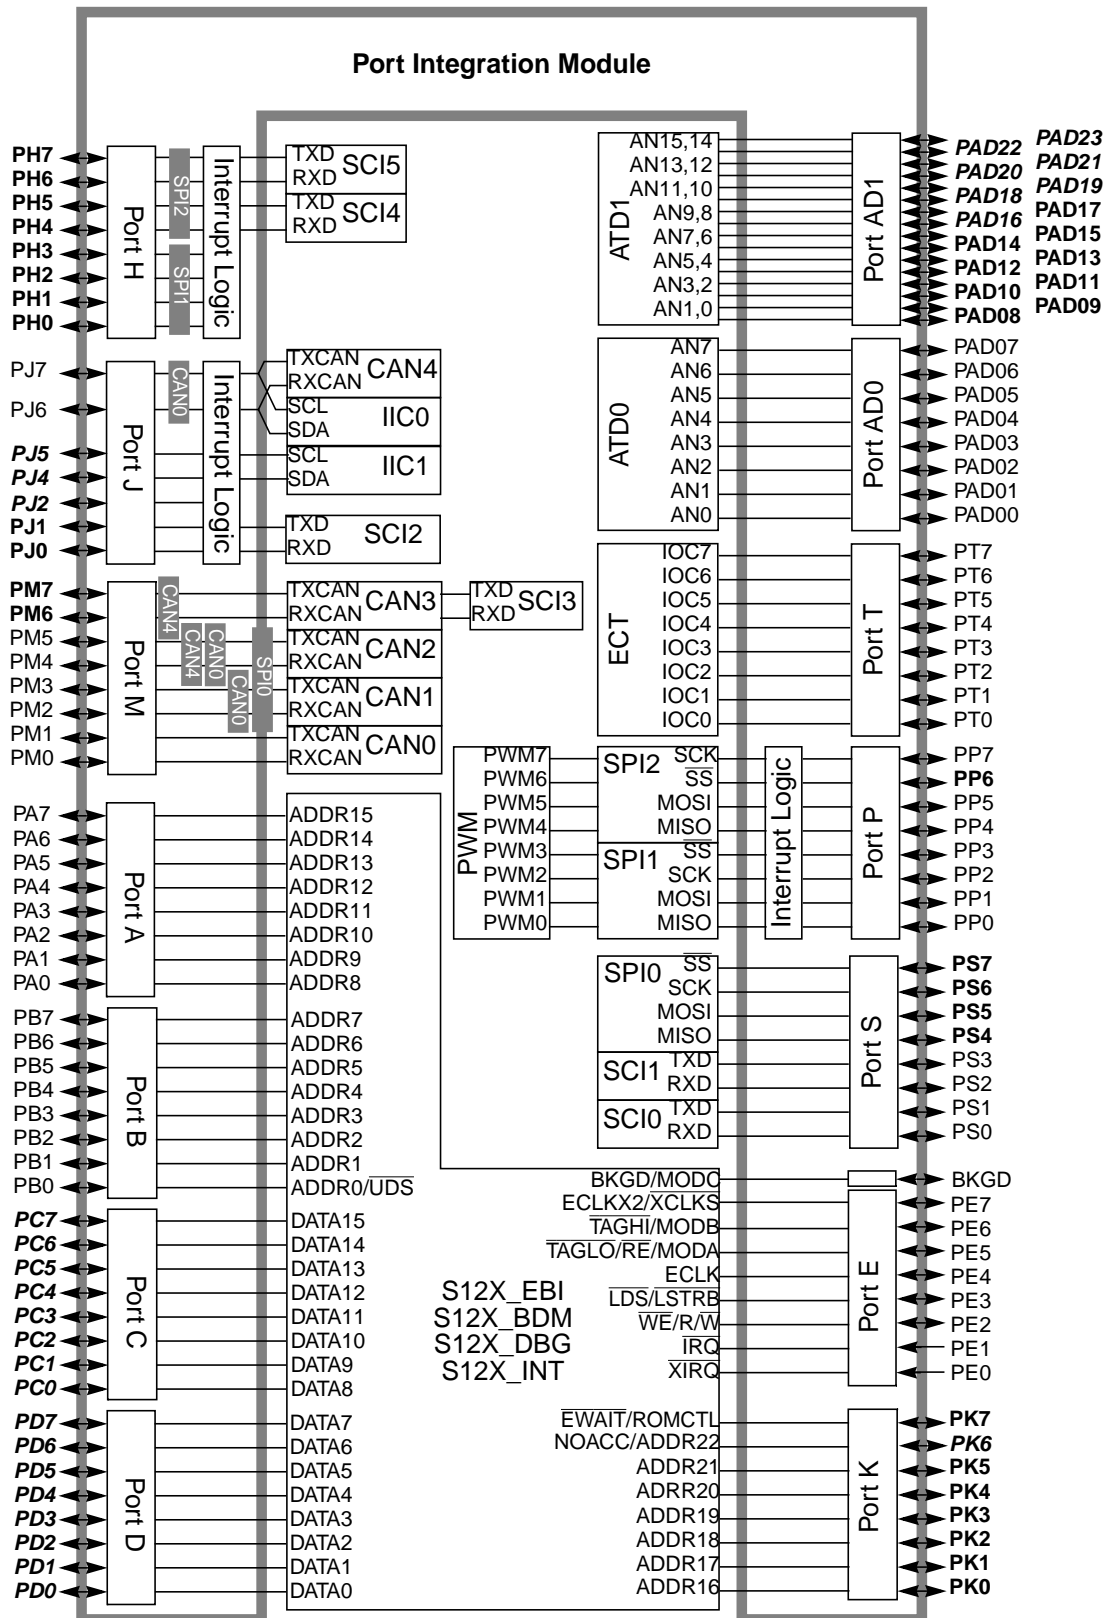 Port Integration Module
PH7
PH6
PH5
PH4
PH3
PH2
PH1
PH0
Port H
SPI2
SPI1
Interrupt Logic
TXD
RXD
SCI5
TXD
RXD
SCI4
PJ7
PJ6
PJ5
PJ4
PJ2
PJ1
PJ0
Port J
CAN0
Interrupt Logic
TXCAN
RXCAN
CAN4
SCL
SDA
IIC0
SCL
SDA
IIC1
TXD
RXD
SCI2
PM7
PM6
PM5
PM4
PM3
PM2
PM1
PM0
Port M
CAN4
CAN4
CAN0
CAN0
SPI0
TXCAN
RXCAN
CAN3
TXD
RXD
SCI3
TXCAN
RXCAN
CAN2
TXCAN
RXCAN
CAN1
TXCAN
RXCAN
CAN0
PA7
PA6
PA5
PA4
PA3
PA2
PA1
PA0
Port A
ADDR15
ADDR14
ADDR13
ADDR12
ADDR11
ADDR10
ADDR9
ADDR8
PB7
PB6
PB5
PB4
PB3
PB2
PB1
PB0
Port B
ADDR7
ADDR6
ADDR5
ADDR4
ADDR3
ADDR2
ADDR1
ADDR0/UDS
PC7
PC6
PC5
PC4
PC3
PC2
PC1
PC0
Port C
DATA15
DATA14
DATA13
DATA12
DATA11
DATA10
DATA9
DATA8
PD7
PD6
PD5
PD4
PD3
PD2
PD1
PD0
Port D
DATA7
DATA6
DATA5
DATA4
DATA3
DATA2
DATA1
DATA0
S12X_EBI
S12X_BDM
S12X_DBG
S12X_INT
ATD1
AN15,14
AN13,12
AN11,10
AN9,8
AN7,6
AN5,4
AN3,2
AN1,0
Port AD1
PAD23
PAD22
PAD21
PAD20
PAD19
PAD18
PAD17
PAD16
PAD15
PAD14
PAD13
PAD12
PAD11
PAD10
PAD09
PAD08
ATD0
AN7
AN6
AN5
AN4
AN3
AN2
AN1
AN0
Port AD0
PAD07
PAD06
PAD05
PAD04
PAD03
PAD02
PAD01
PAD00
ECT
IOC7
IOC6
IOC5
IOC4
IOC3
IOC2
IOC1
IOC0
Port T
PT7
PT6
PT5
PT4
PT3
PT2
PT1
PT0
PWM
PWM7
PWM6
PWM5
PWM4
PWM3
PWM2
PWM1
PWM0
SPI2
SCK
SS
MOSI
MISO
SPI1
SS
SCK
MOSI
MISO
Interrupt Logic
Port P
PP7
PP6
PP5
PP4
PP3
PP2
PP1
PP0
SPI0
SS
SCK
MOSI
MISO
SCI1
TXD
RXD
SCI0
TXD
RXD
Port S
PS7
PS6
PS5
PS4
PS3
PS2
PS1
PS0
BKGD/MODC
BKGD
ECLKX2/XCLKS
TAGHI/MODB
TAGLO/RE/MODA
ECLK
LDS/LSTRB
WE/R/W
IRQ
XIRQ
Port E
PE7
PE6
PE5
PE4
PE3
PE2
PE1
PE0
EWAIT/ROMCTL
NOACC/ADDR22
ADDR21
ADRR20
ADDR19
ADDR18
ADDR17
ADDR16
Port K
PK7
PK6
PK5
PK4
PK3
PK2
PK1
PK0